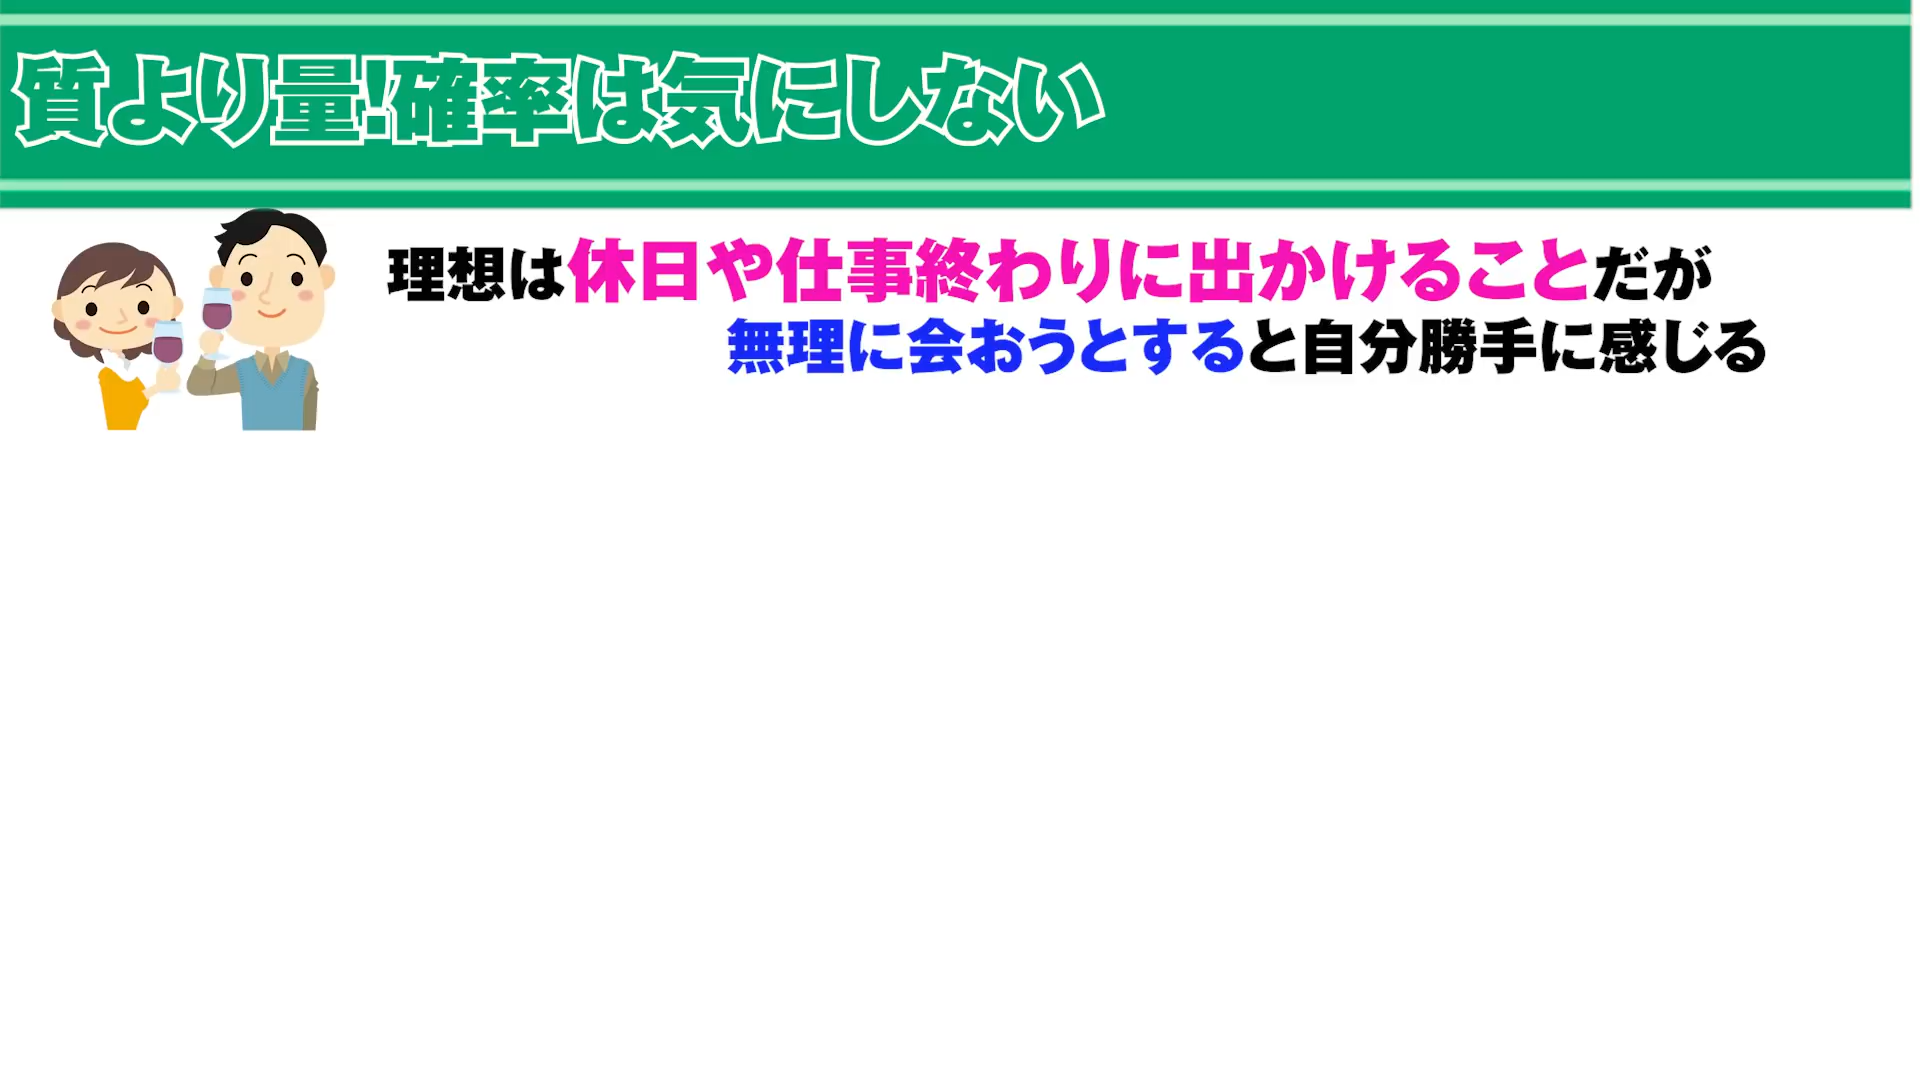 質より量!確率は気にしない
理想は休日や仕事終わりに出かけることだが
無理に会おうとすると自分勝手に感じる